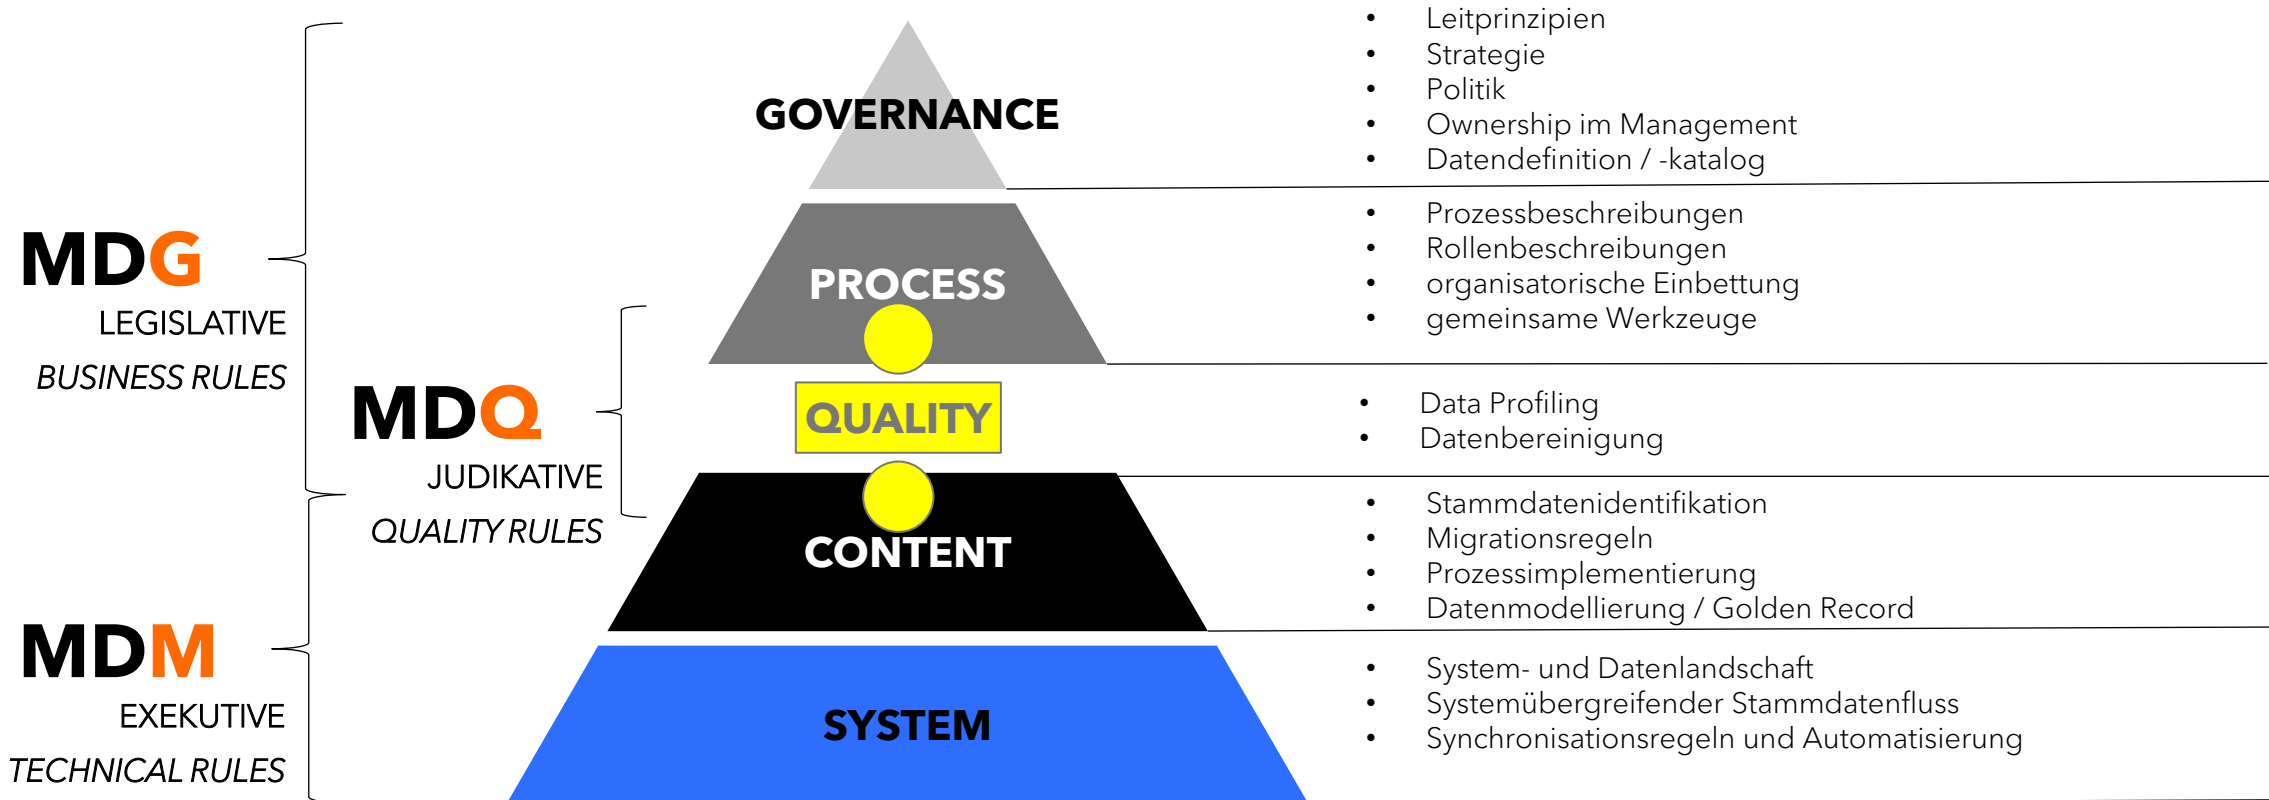 MDG
LEGISLATIVE
BUSINESS RULES
MDQ
JUDIKATIVE
QUALITY RULES
MDM
EXEKUTIVE
TECHNICAL RULES
GOVERNANCE
• Leitprinzipien
• Strategie
• Politik
• Ownership im Management
• Datendefinition / -katalog
PROCESS
• Prozessbeschreibungen
• Rollenbeschreibungen
• organisatorische Einbettung
• gemeinsame Werkzeuge
QUALITY
• Data Profiling
• Datenbereinigung
CONTENT
• Stammdatenidentifikation
• Migrationsregeln
• Prozessimplementierung
• Datenmodellierung / Golden Record
SYSTEM
• System- und Datenlandschaft
• Systemübergreifender Stammdatenfluss
• Synchronisationsregeln und Automatisierung